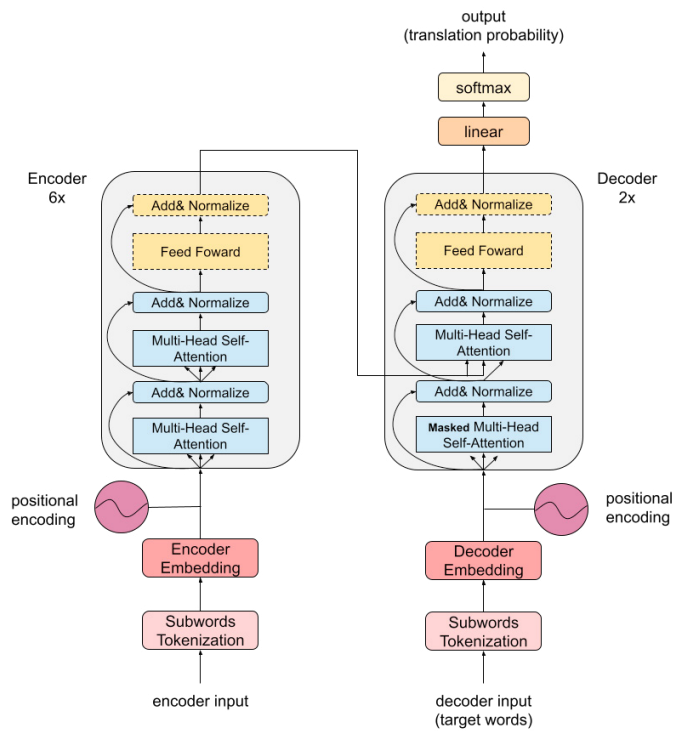 output
(translation probability)
softmax
linear
Encoder
6x
Add& Normalize
Feed Foward
Add& Normalize
Multi-Head Self-
Attention
Add& Normalize
Multi-Head Self-
Attention
positional
encoding
Encoder
Embedding
Subwords
Tokenization
encoder input
Decoder
2x
Add& Normalize
Feed Foward
Add& Normalize
Multi-Head Self-
Attention
Add& Normalize
Masked Multi-Head
Self-Attention
positional
encoding
Decoder
Embedding
Subwords
Tokenization
decoder input
(target words)